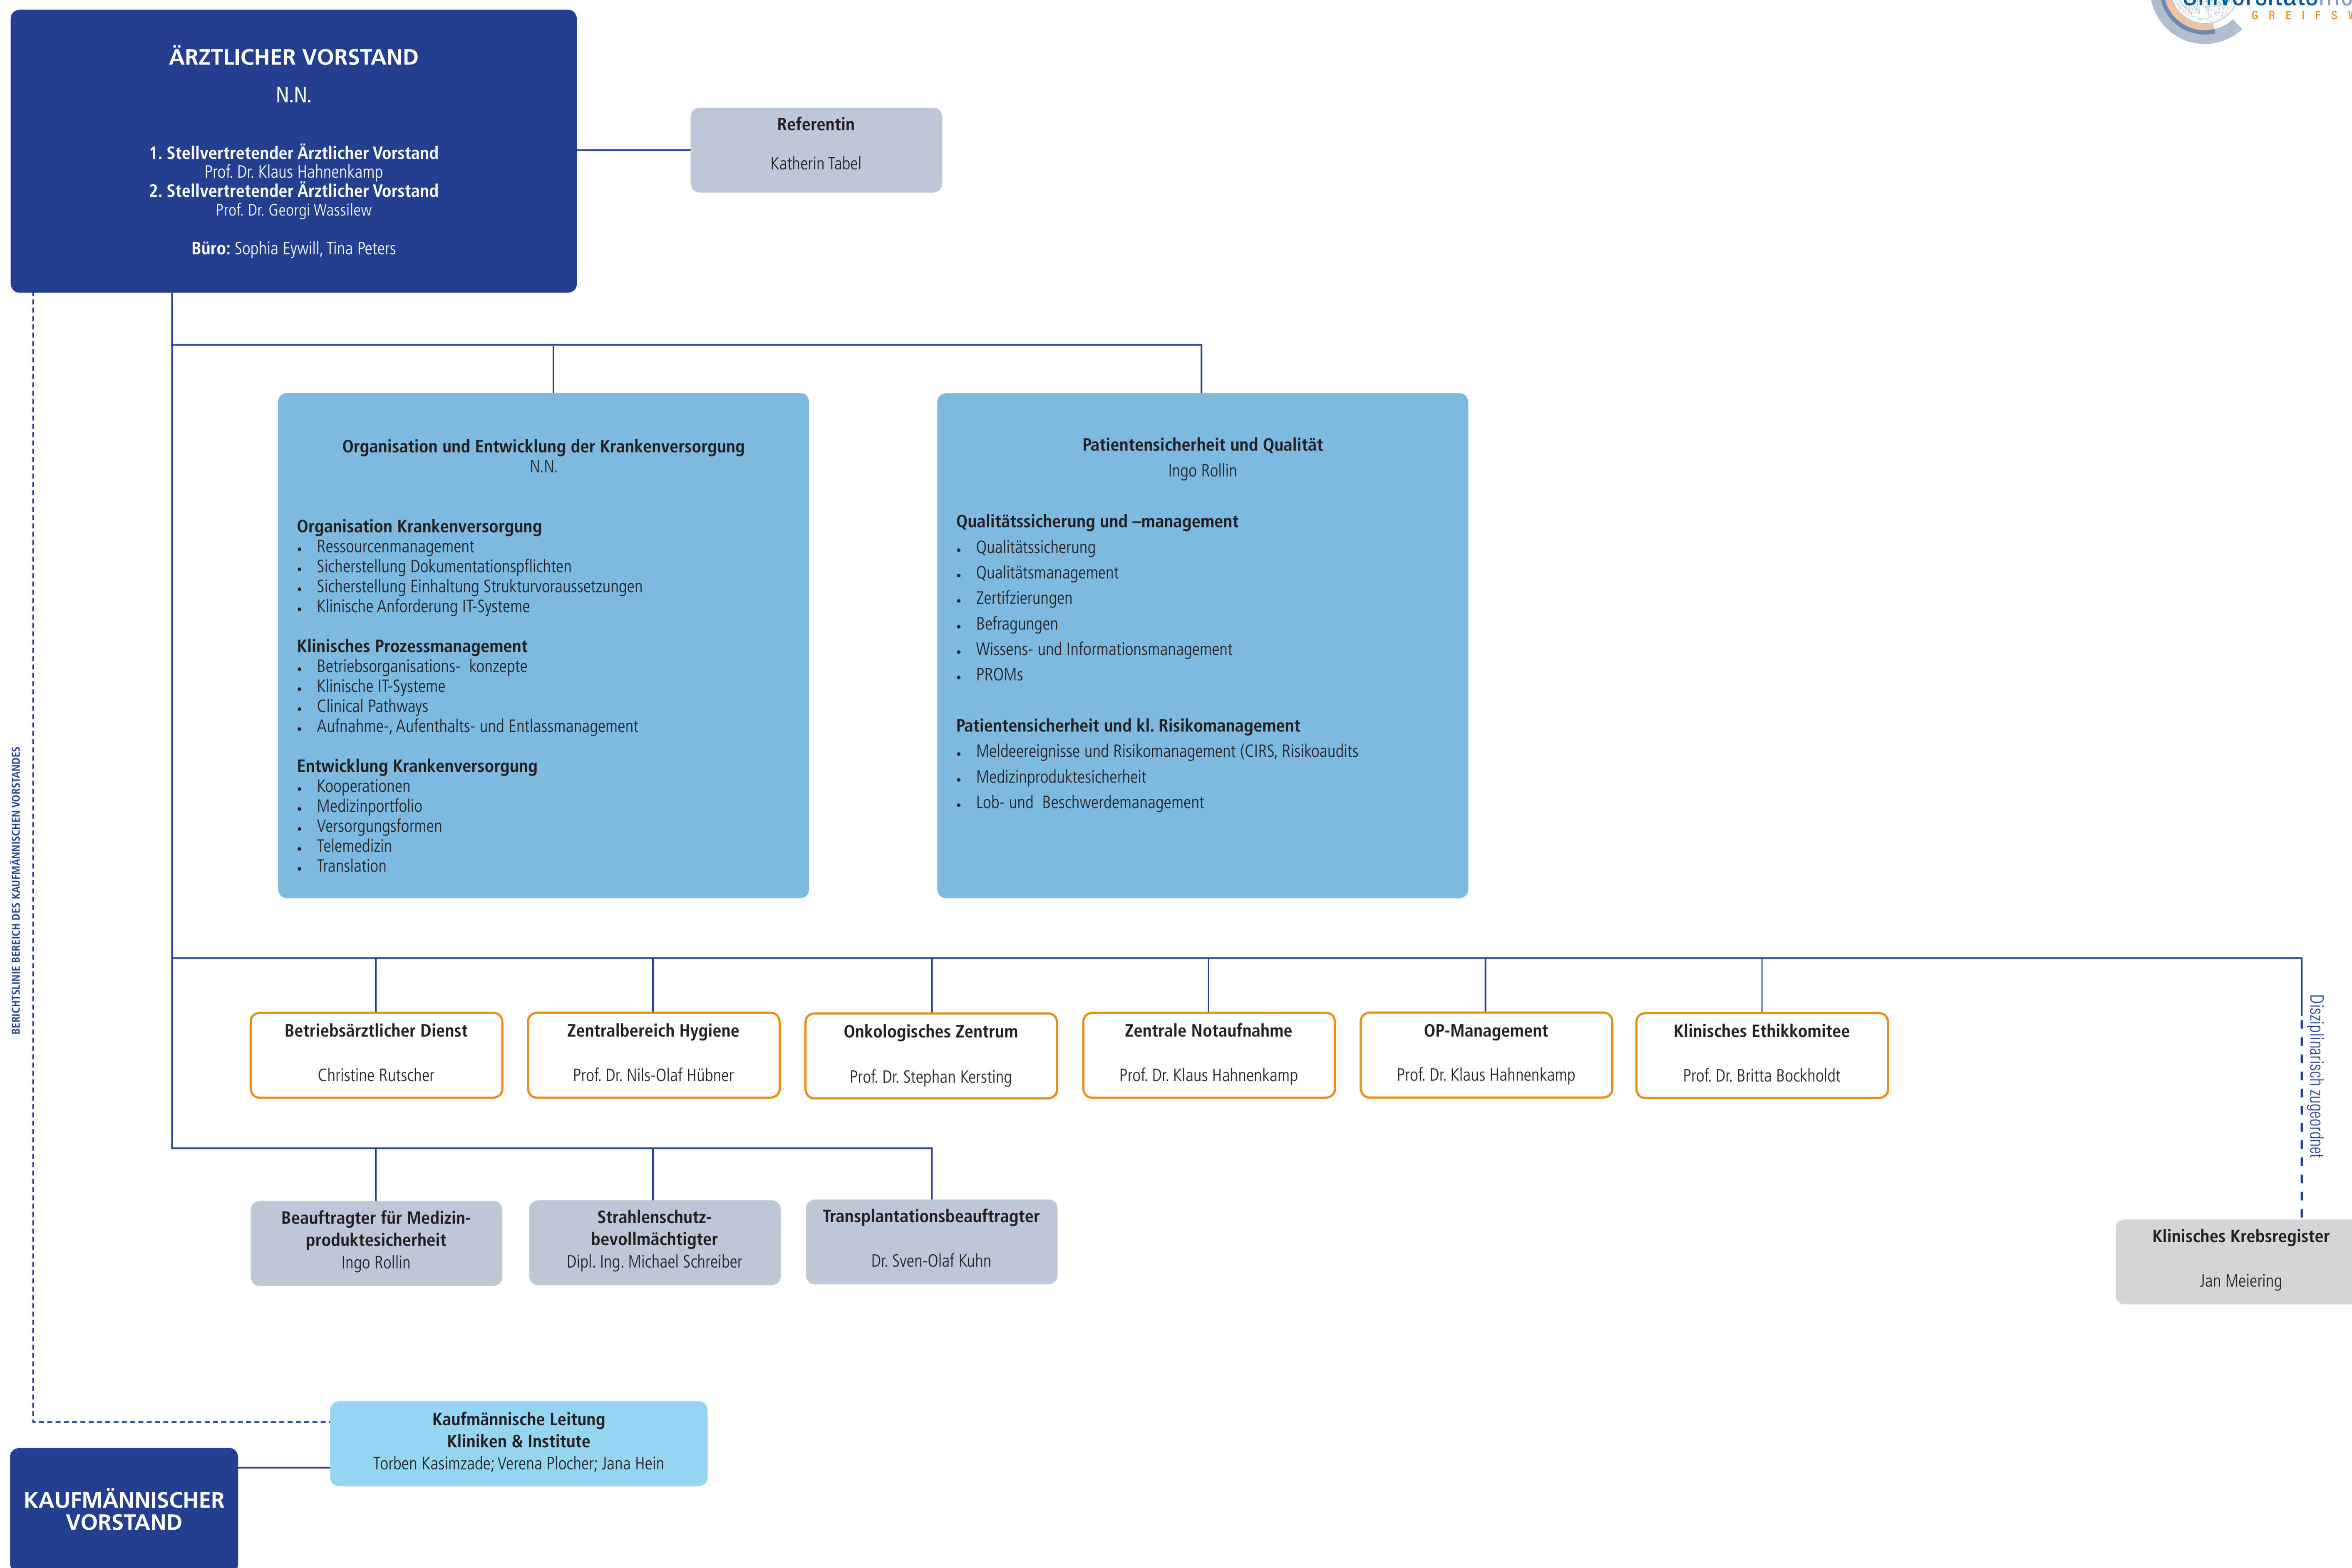 ÄRZTLICHER VORSTAND
N.N.
1. Stellvertretender Ärztlicher Vorstand
Prof. Dr. Klaus Hahnenkamp
2. Stellvertretender Ärztlicher Vorstand
Prof. Dr. Georgi Wassilew
Büro: Sophia Eywill, Tina Peters
Referentin
Katherin Tabel
Organisation und Entwicklung der Krankenversorgung
N.N.
Organisation Krankenversorgung
• Ressourcenmanagement
• Sicherstellung Dokumentationspflichten
• Sicherstellung Einhaltung Strukturvoraussetzungen
• Klinische Anforderung IT-Systeme
Klinisches Prozessmanagement
• Betriebsorganisations-  konzepte
• Klinische IT-Systeme
• Clinical Pathways
• Aufnahme-, Aufenthalts- und Entlassmanagement
Entwicklung Krankenversorgung
• Kooperationen
• Medizinportfolio
• Versorgungsformen
• Telemedizin
• Translation
Patientensicherheit und Qualität
Ingo Rollin
Qualitätssicherung und –management
• Qualitätssicherung
• Qualitätsmanagement
• Zertifzierungen
• Befragungen
• Wissens- und Informationsmanagement
• PROMs
Patientensicherheit und kl. Risikomanagement
• Meldeereignisse und Risikomanagement (CIRS, Risikoaudits
• Medizinproduktesicherheit
• Lob- und  Beschwerdemanagement
BERICHTSLINIE BEREICH DES KAUFMÄNNISCHEN VORSTANDES
Betriebsärztlicher Dienst
Christine Rutscher
Zentralbereich Hygiene
Prof. Dr. Nils-Olaf Hübner
Onkologisches Zentrum
Prof. Dr. Stephan Kersting
Zentrale Notaufnahme
Prof. Dr. Klaus Hahnenkamp
OP-Management
Prof. Dr. Klaus Hahnenkamp
Klinisches Ethikkomitee
Prof. Dr. Britta Bockholdt
Disziplinarisch zugeordnet
Beauftragter für Medizin-
produktesicherheit
Ingo Rollin
Strahlenschutz-
bevollmächtigter
Dipl. Ing. Michael Schreiber
Transplantationsbeauftragter
Dr. Sven-Olaf Kuhn
Klinisches Krebsregister
Jan Meiering
Kaufmännische Leitung
Kliniken & Institute
Torben Kasimzade; Verena Plocher; Jana Hein
KAUFMÄNNISCHER
VORSTAND